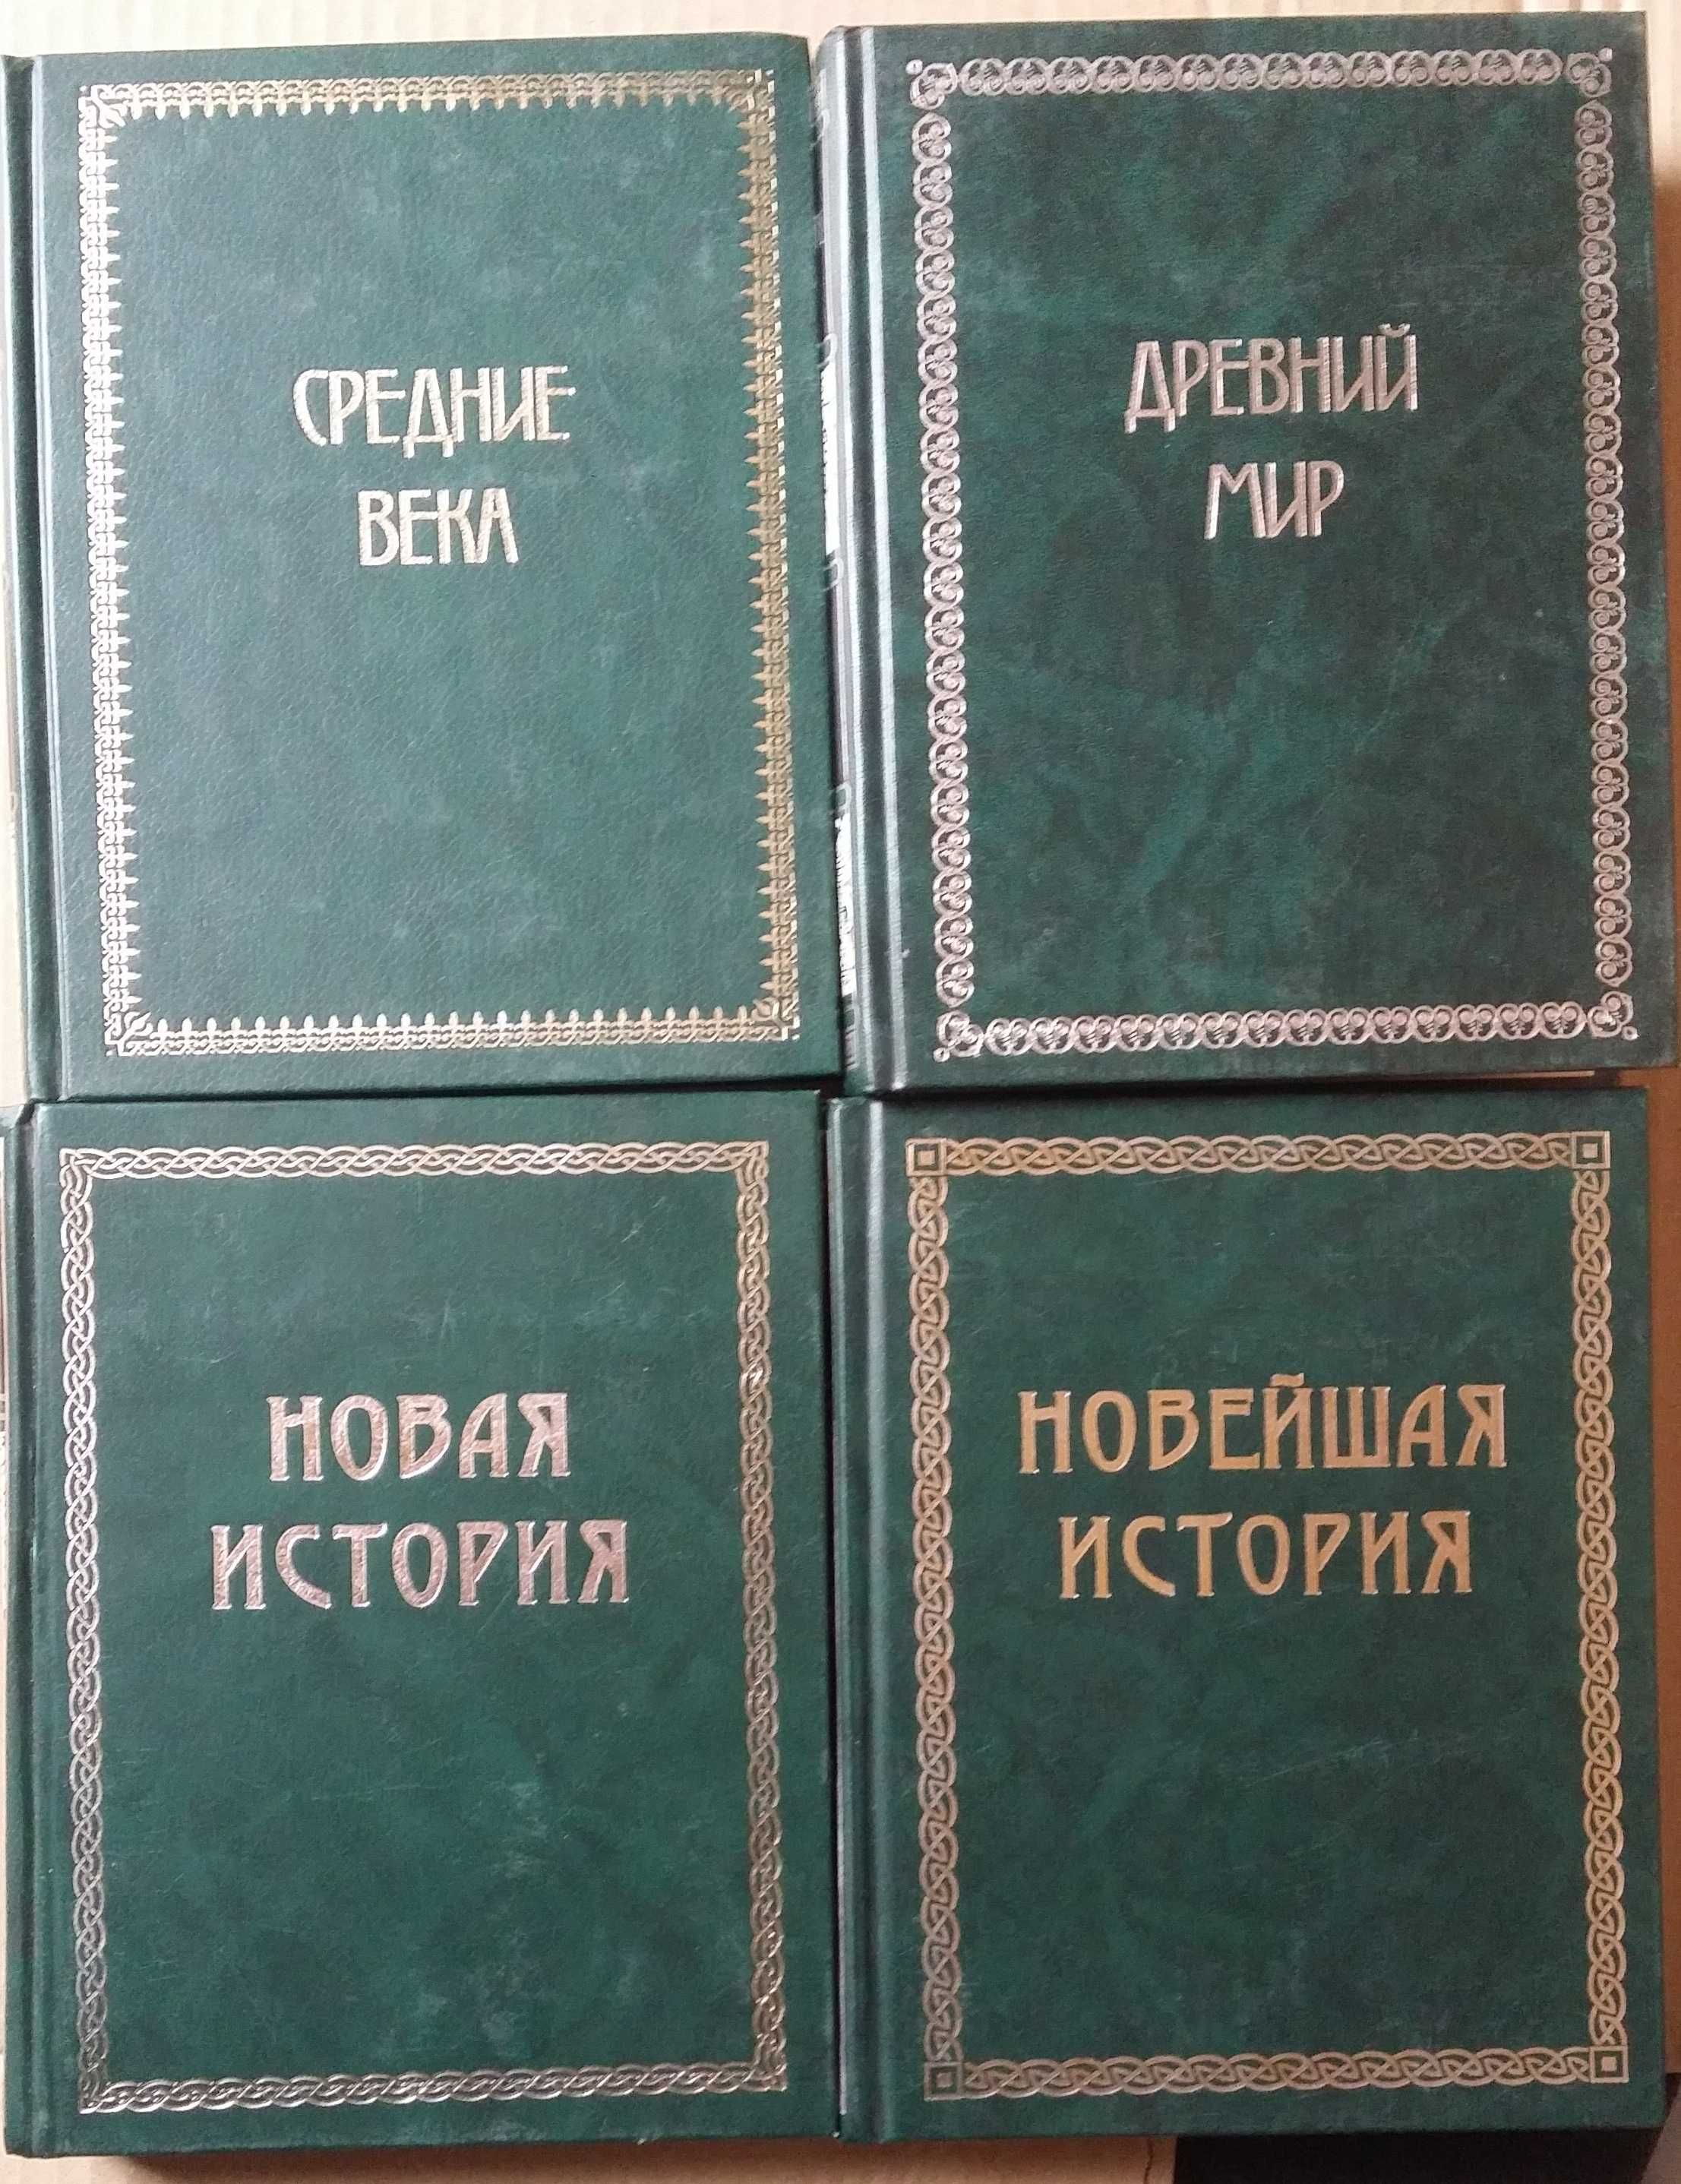 СРЕДНИЕ
ВЕКА
ДРЕВНИЙ
МИР
НОВАЯ
ИСТОРИЯ
НОВЕЙШАЯ
ИСТОРИЯ